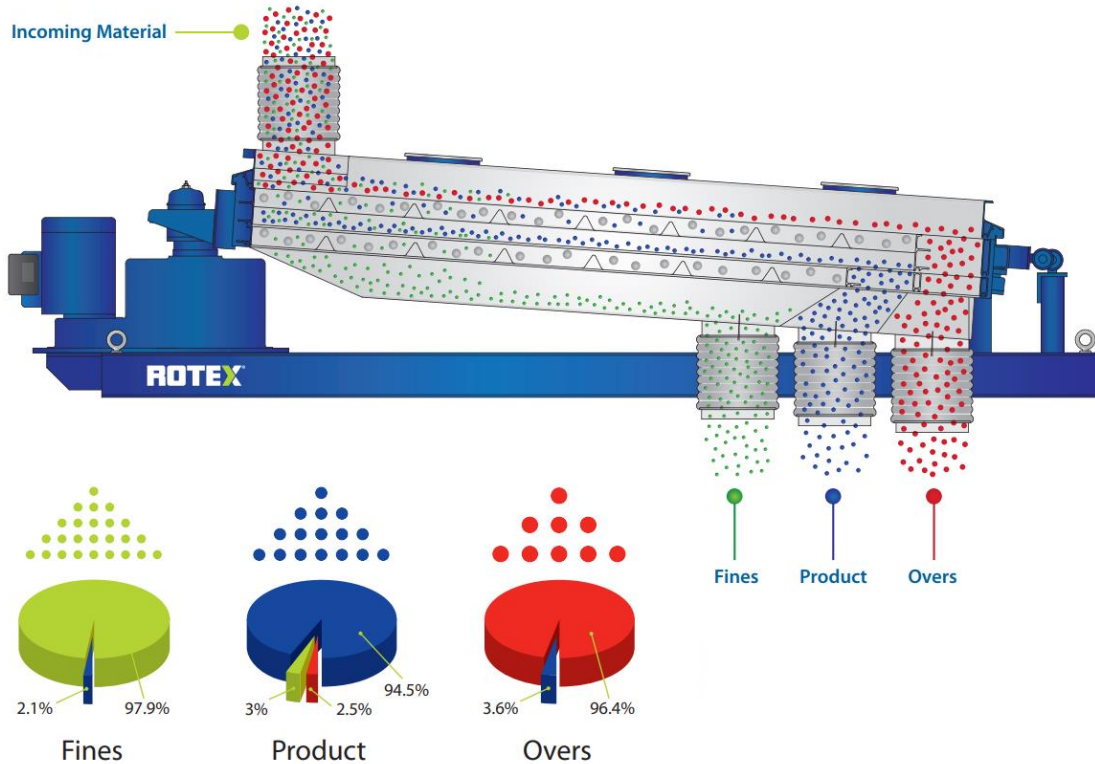 Incoming Material
ROTEX
Fines
Product
Overs
2.1%
97.9%
3%
2.5%
94.5%
3.6%
96.4%
Fines
Product
Overs